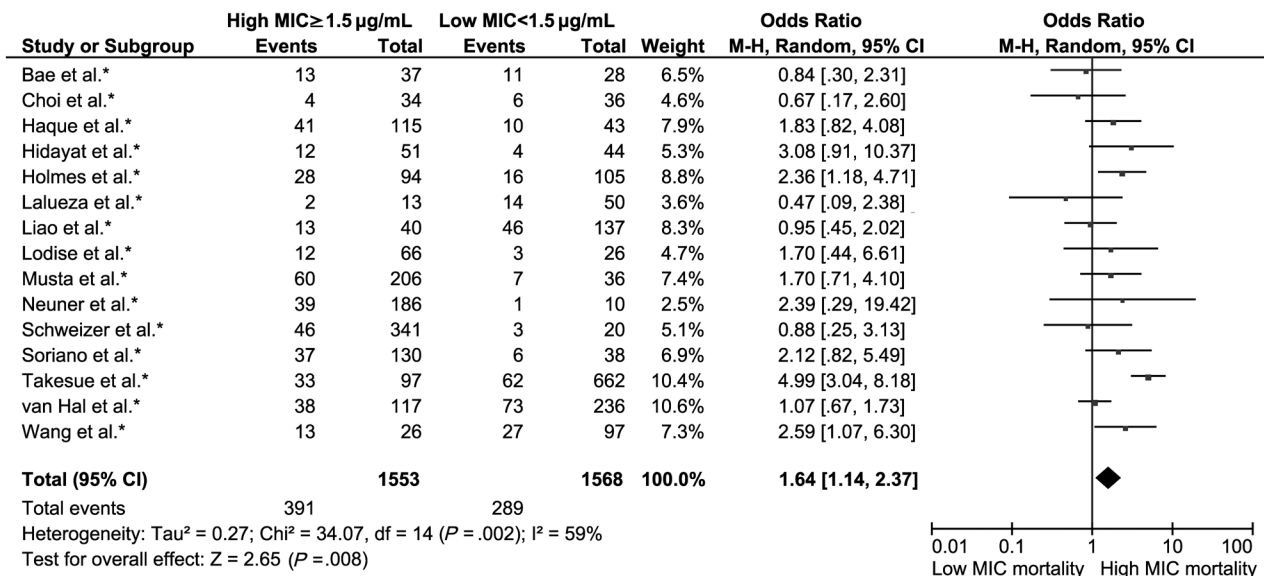 High MIC≥1.5 µg/mL Low MIC<1.5 µg/mL Odds Ratio Odds Ratio
Study or Subgroup Events Total Events Total Weight M-H, Random, 95% CI M-H, Random, 95% CI
Bae et al.* 13 37 11 28 6.5% 0.84 [.30, 2.31]
Choi et al.* 4 34 6 36 4.6% 0.67 [.17, 2.60]
Haque et al.* 41 115 10 43 7.9% 1.83 [.82, 4.08]
Hidayat et al.* 12 51 4 44 5.3% 3.08 [.91, 10.37]
Holmes et al.* 28 94 16 105 8.8% 2.36 [1.18, 4.71]
Lalueza et al.* 2 13 14 50 3.6% 0.47 [.09, 2.38]
Liao et al.* 13 40 46 137 8.3% 0.95 [.45, 2.02]
Lodise et al.* 12 66 3 26 4.7% 1.70 [.44, 6.61]
Musta et al.* 60 206 7 36 7.4% 1.70 [.71, 4.10]
Neuner et al.* 39 186 1 10 2.5% 2.39 [.29, 19.42]
Schweizer et al.* 46 341 3 20 5.1% 0.88 [.25, 3.13]
Soriano et al.* 37 130 6 38 6.9% 2.12 [.82, 5.49]
Takesue et al.* 33 97 62 662 10.4% 4.99 [3.04, 8.18]
van Hal et al.* 38 117 73 236 10.6% 1.07 [.67, 1.73]
Wang et al.* 13 26 27 97 7.3% 2.59 [1.07, 6.30]
Total (95% CI) 1553 1568 100.0% 1.64 [1.14, 2.37]
Total events 391 289
Heterogeneity: Tau² = 0.27; Chi² = 34.07, df = 14 (P = .002); I² = 59%
Test for overall effect: Z = 2.65 (P =.008)
0.01 0.1 1 10 100
Low MIC mortality High MIC mortality